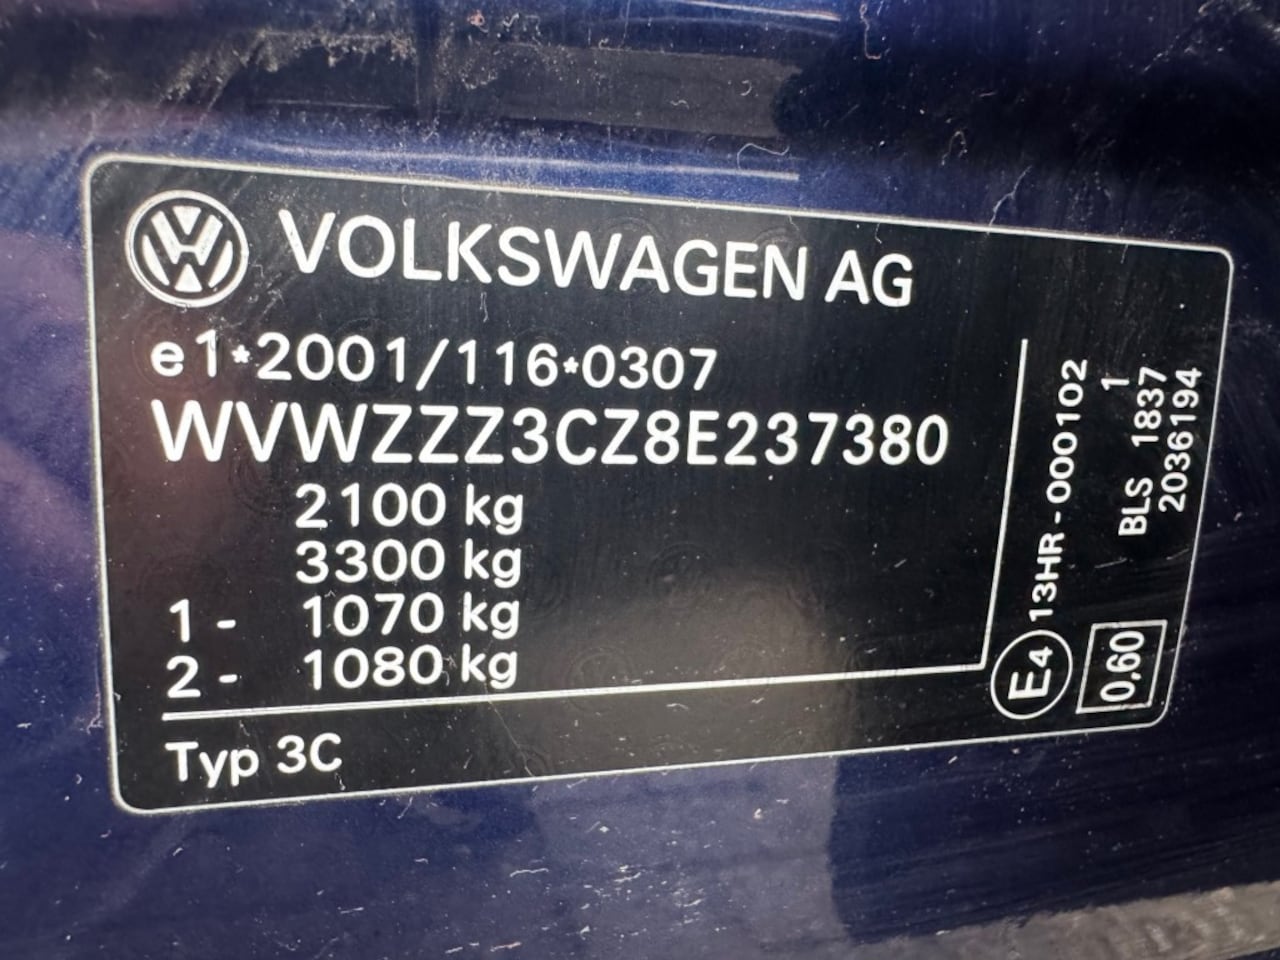 VOLKSWAGEN AG
e1*2001/116*0307
WVWZZZ3CZ8E237380
2100 kg
3300 kg
1 - 1070 kg
2 - 1080 kg
Typ 3C
E4 13HR-000102
1
BLS 1837
2036194
0,60